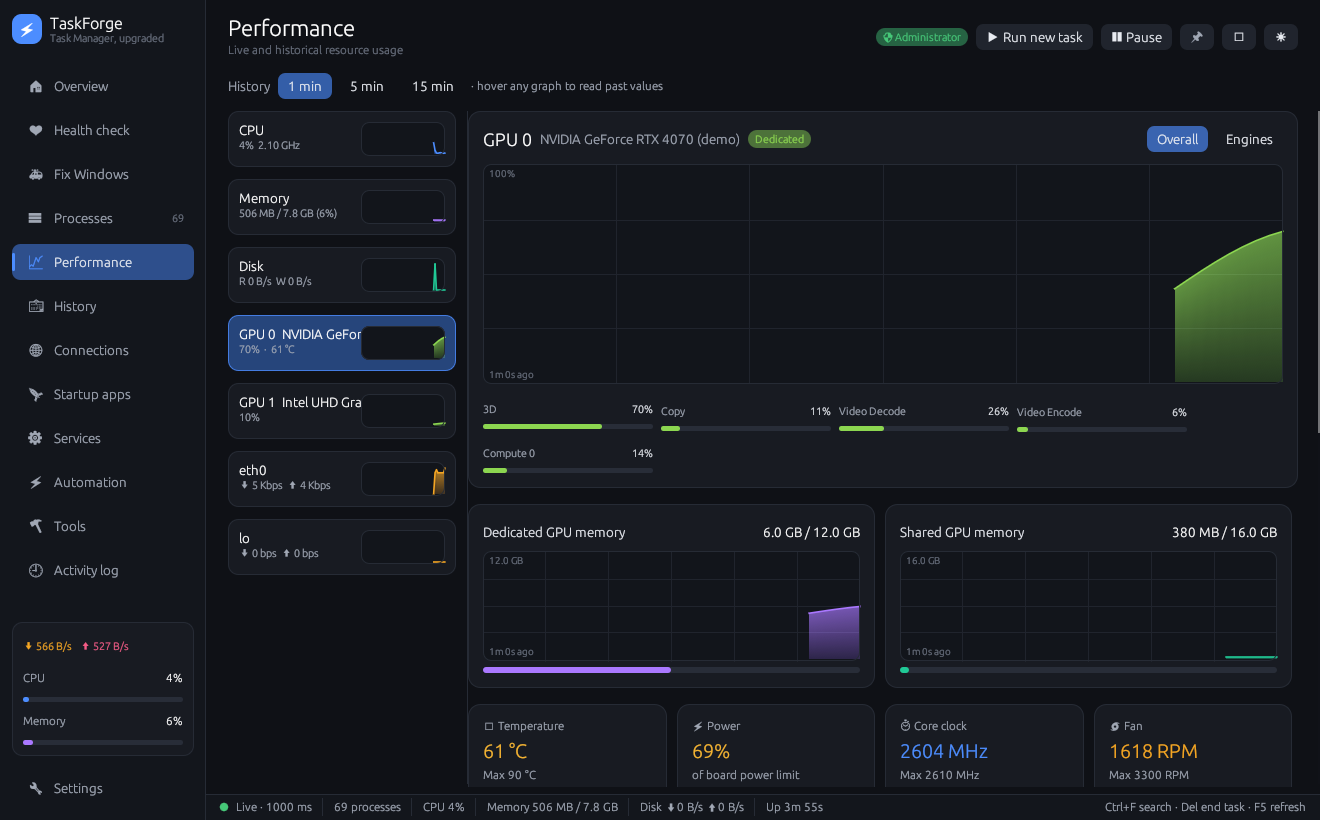 TaskForge
Task Manager, upgraded
Overview
Health check
Fix Windows
Processes 69
Performance
History
Connections
Startup apps
Services
Automation
Tools
Activity log
566 B/s 527 B/s
CPU 4%
Memory 6%
Settings
Performance
Live and historical resource usage
Administrator
Run new task
Pause
History 1 min 5 min 15 min · hover any graph to read past values
CPU
4% 2.10 GHz
Memory
506 MB / 7.8 GB (6%)
Disk
R 0 B/s W 0 B/s
GPU 0 NVIDIA GeFor
70% · 61 °C
GPU 1 Intel UHD Gra
10%
eth0
5 Kbps 4 Kbps
lo
0 bps 0 bps
GPU 0 NVIDIA GeForce RTX 4070 (demo) Dedicated
Overall Engines
100%
1m 0s ago
3D 70%
Copy 11%
Video Decode 26%
Video Encode 6%
Compute 0 14%
Dedicated GPU memory 6.0 GB / 12.0 GB
12.0 GB
1m 0s ago
Shared GPU memory 380 MB / 16.0 GB
16.0 GB
1m 0s ago
Temperature
61 °C
Max 90 °C
Power
69%
of board power limit
Core clock
2604 MHz
Max 2610 MHz
Fan
1618 RPM
Max 3300 RPM
Live · 1000 ms 69 processes CPU 4% Memory 506 MB / 7.8 GB Disk 0 B/s 0 B/s Up 3m 55s
Ctrl+F search · Del end task · F5 refresh